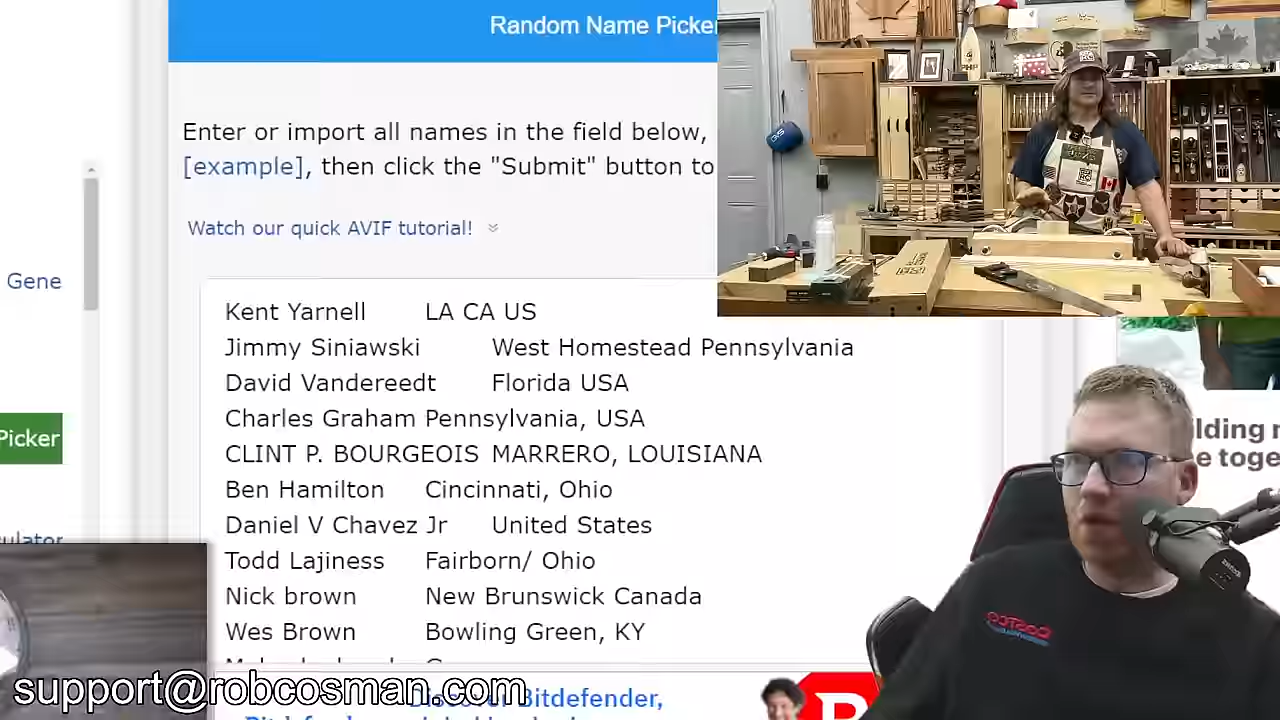 Random Name Picker
Enter or import all names in the field below,
[example], then click the "Submit" button to
Watch our quick AVIF tutorial!
Gene
Kent Yarnell LA CA US
Jimmy Siniawski West Homestead Pennsylvania
David Vandereedt Florida USA
Charles Graham Pennsylvania, USA
Picker
CLINT P. BOURGEOIS MARRERO, LOUISIANA
Ben Hamilton Cincinnati, Ohio
Daniel V Chavez Jr United States
Todd Lajiness Fairborn/ Ohio
Nick brown New Brunswick Canada
Wes Brown Bowling Green, KY
COSTCO
support@robcosman.com
Bitdefender,